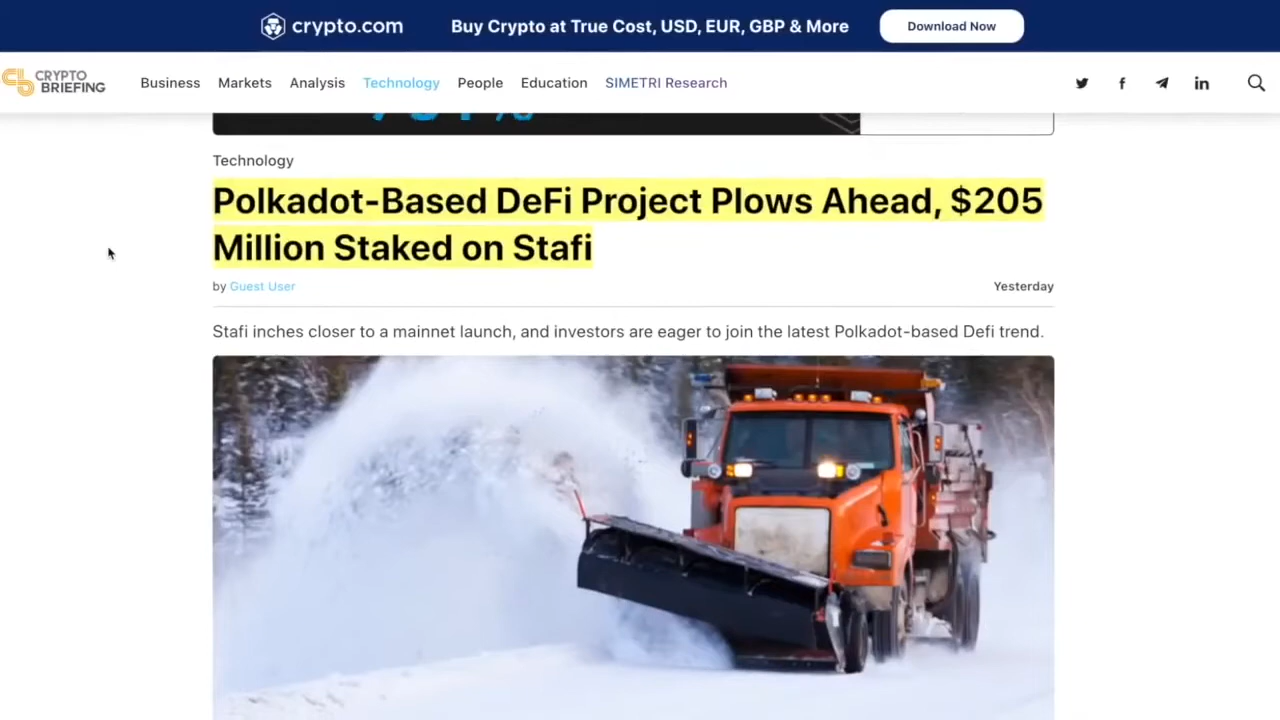 crypto.com
Buy Crypto at True Cost, USD, EUR, GBP & More
Download Now
CRYPTO
BRIEFING
Business
Markets
Analysis
Technology
People
Education
SIMETRI Research
Technology
Polkadot-Based DeFi Project Plows Ahead, $205
Million Staked on Stafi
by Guest User
Yesterday
Stafi inches closer to a mainnet launch, and investors are eager to join the latest Polkadot-based Defi trend.